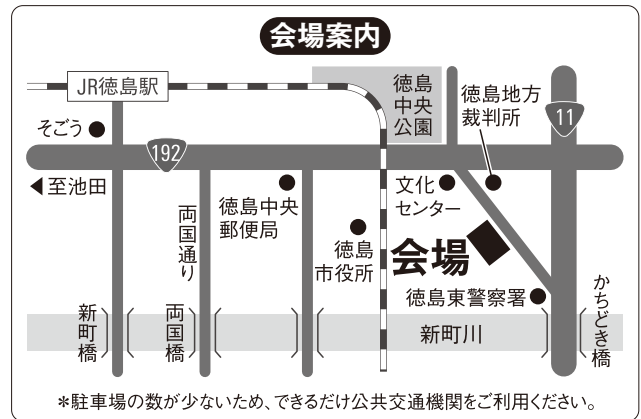 会場案内
JR徳島駅
徳島
中央
公園
徳島地方
裁判所
11
そごう
192
◀至池田
両国通り
徳島中央
郵便局
文化
センター
徳島
市役所
会場
徳島東警察署
新町橋
両国橋
新町川
かちどき橋
*駐車場の数が少ないため、できるだけ公共交通機関をご利用ください。